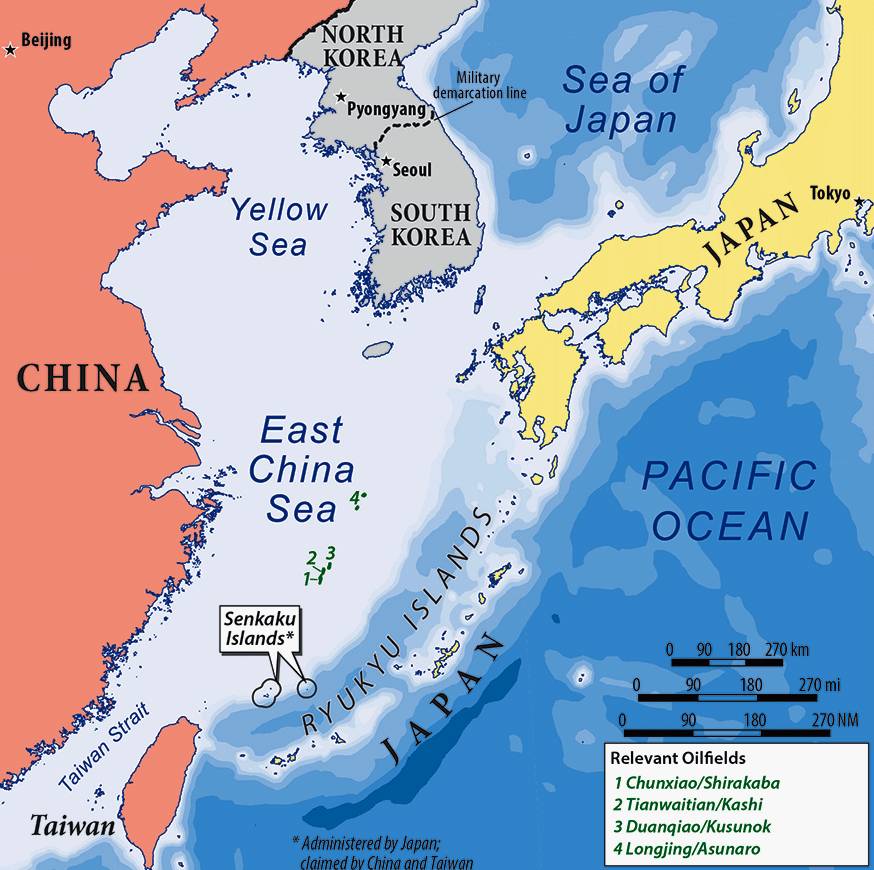 Beijing
NORTH
KOREA
Military
demarcation line
Pyongyang
Seoul
SOUTH
KOREA
Sea of
Japan
Yellow
Sea
JAPAN
Tokyo
CHINA
East
China
Sea
4
PACIFIC
OCEAN
2 3
1
Senkaku
Islands*
RYUKYU ISLANDS
JAPAN
Taiwan Strait
Taiwan
0 90 180 270 km
0 90 180 270 mi
0 90 180 270 NM
Relevant Oilfields
1 Chunxiao/Shirakaba
2 Tianwaitian/Kashi
3 Duanqiao/Kusunok
4 Longjing/Asunaro
* Administered by Japan;
claimed by China and Taiwan